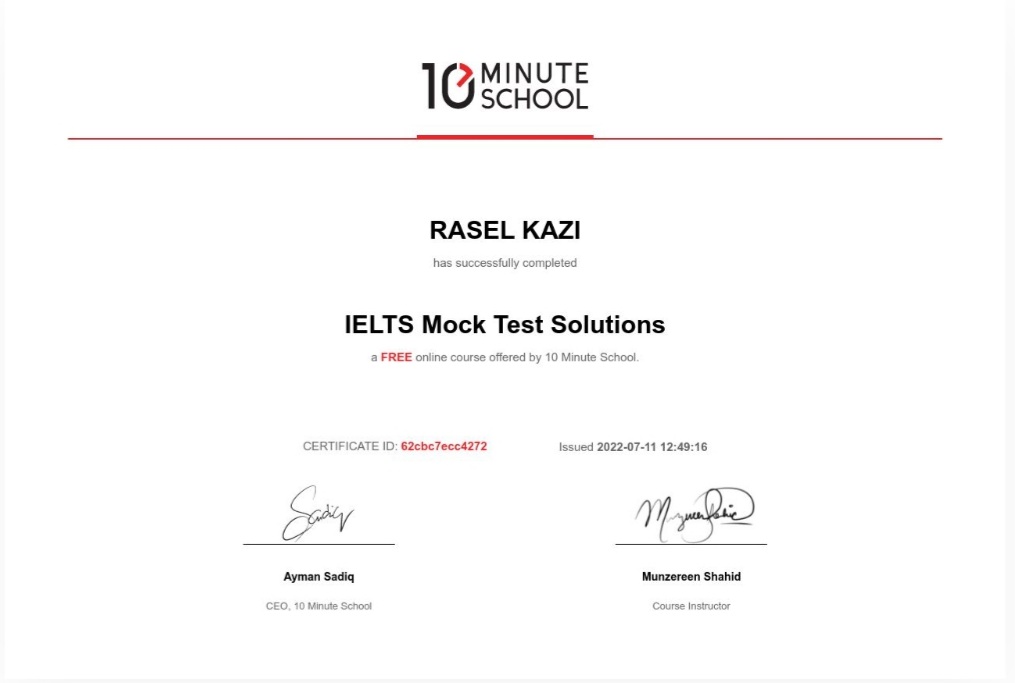 10 MINUTE
SCHOOL
RASEL KAZI
has successfully completed
IELTS Mock Test Solutions
a FREE online course offered by 10 Minute School.
CERTIFICATE ID: 62cbc7ecc4272
Issued 2022-07-11 12:49:16
Sadiq
Munzereen Shahid
Ayman Sadiq
Munzereen Shahid
CEO, 10 Minute School
Course Instructor